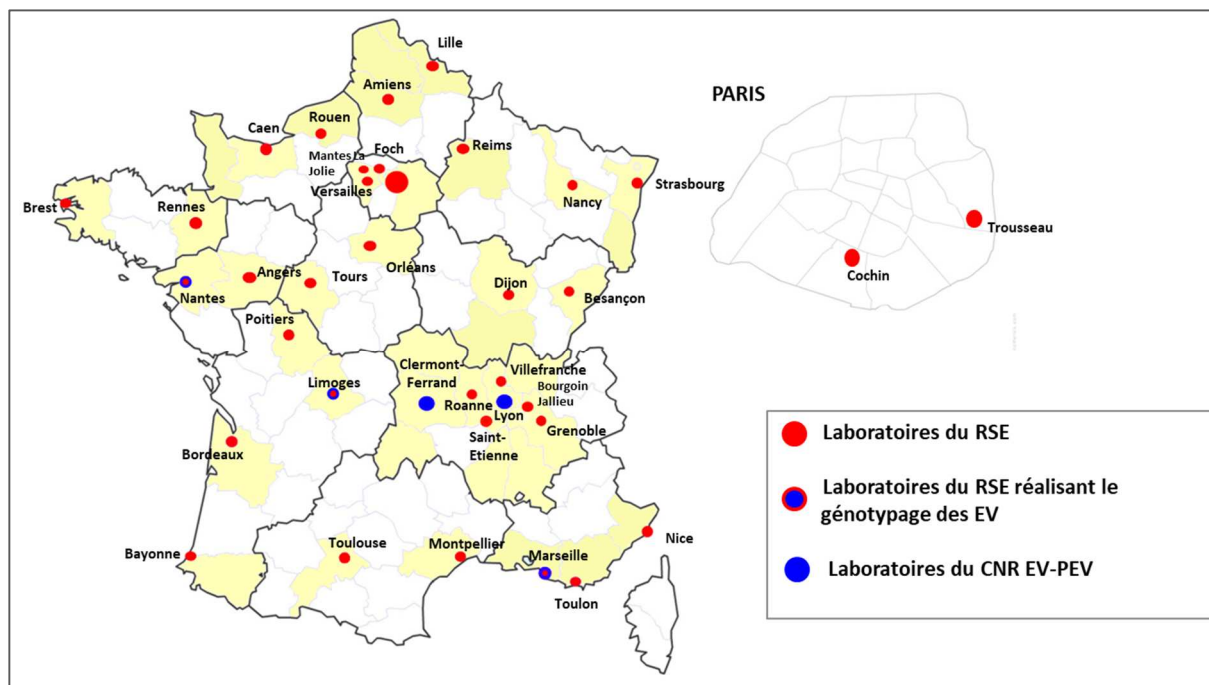 Lille
Amiens
Rouen
Caen
Mantes La
Jolie
Foch
Versailles
Reims
Nancy
Strasbourg
Brest
Rennes
Orléans
Angers
Tours
Nantes
Dijon
Besançon
Poitiers
Limoges
Clermont-
Ferrand
Villefranche
Bourgoin
Jallieu
Roanne
Lyon
Saint-
Etienne
Grenoble
Bordeaux
Bayonne
Toulouse
Montpellier
Marseille
Nice
Toulon
PARIS
Trousseau
Cochin
Laboratoires du RSE
Laboratoires du RSE réalisant le
génotypage des EV
Laboratoires du CNR EV-PEV